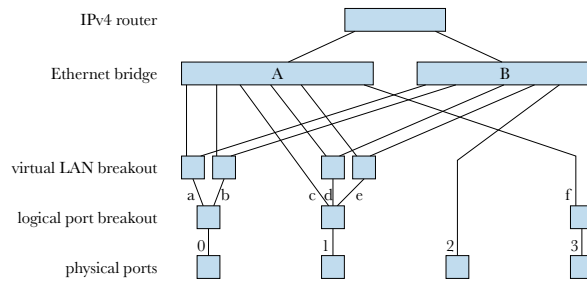 IPv4 router
Ethernet bridge A B
virtual LAN breakout
a b c d e f
logical port breakout
0 1 2 3
physical ports